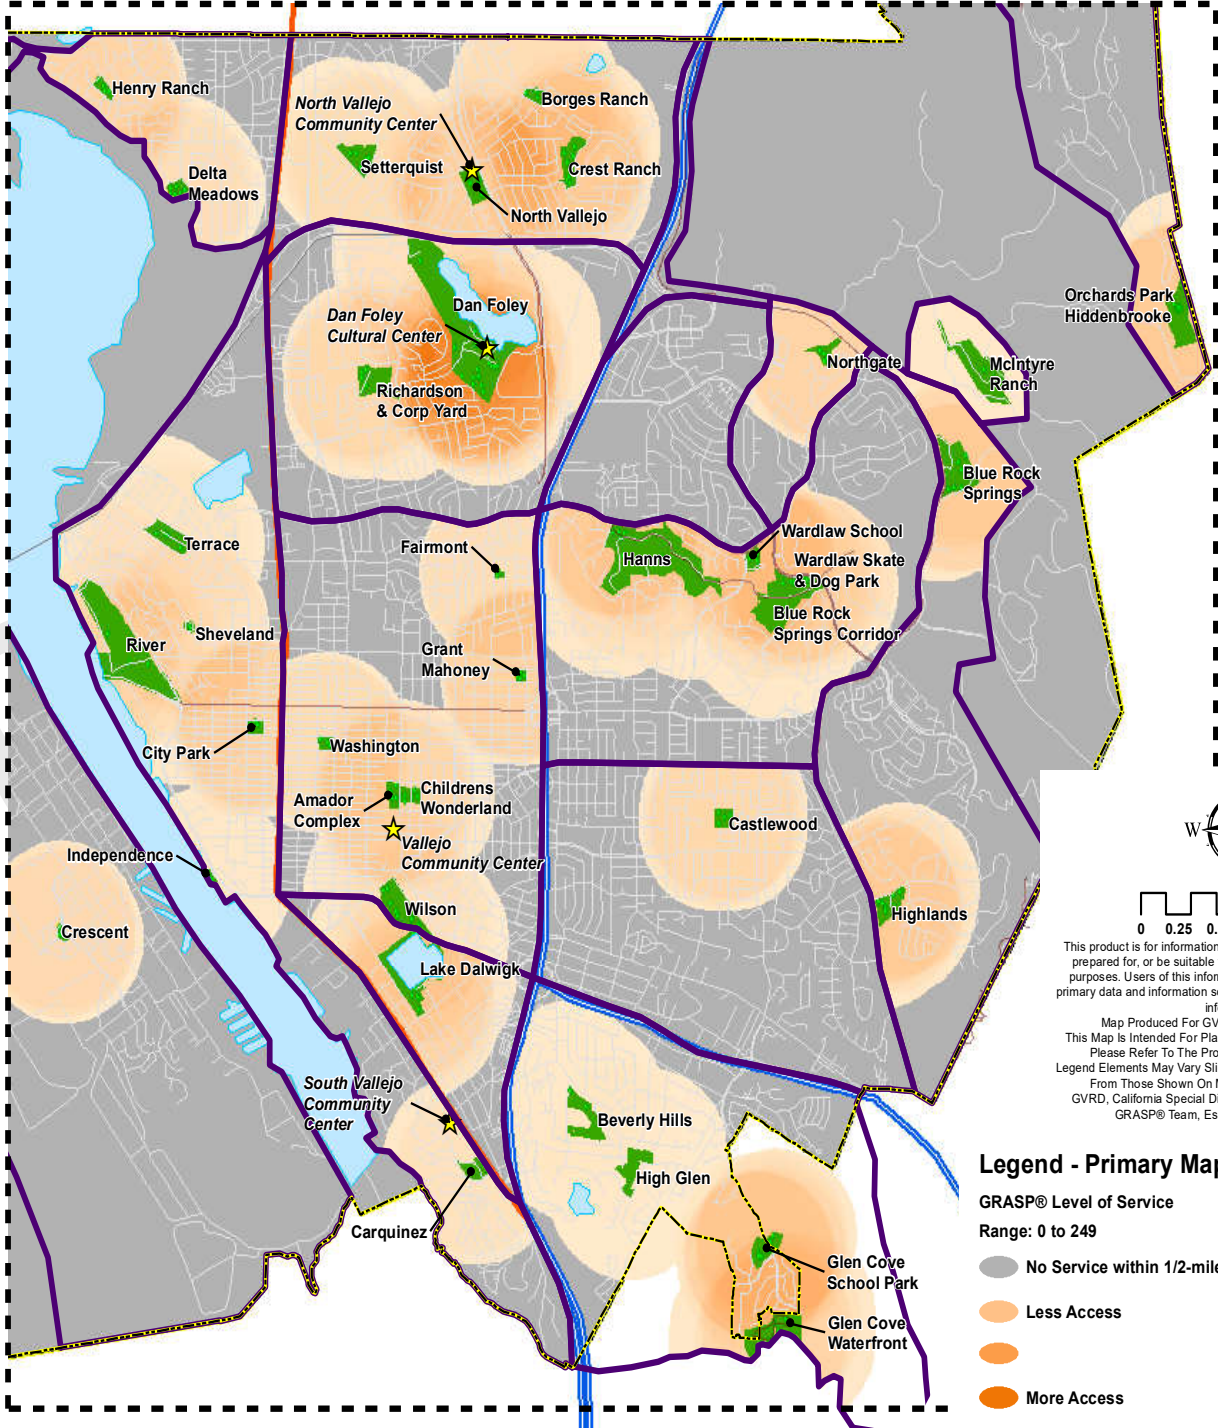 Henry Ranch
North Vallejo
Community Center
Borges Ranch
Setterquist
Crest Ranch
Delta
Meadows
North Vallejo
Dan Foley
Dan Foley
Cultural Center
Orchards Park
Hiddenbrooke
Northgate
McIntyre
Ranch
Richardson
& Corp Yard
Blue Rock
Springs
Terrace
Fairmont
Hanns
Wardlaw School
Wardlaw Skate
& Dog Park
Blue Rock
Springs Corridor
Sheveland
River
Grant
Mahoney
City Park
Washington
Amador
Complex
Childrens
Wonderland
Castlewood
Vallejo
Community Center
Independence
Wilson
Highlands
Crescent
Lake Dalwigk
South Vallejo
Community
Center
Beverly Hills
High Glen
Carquinez
Glen Cove
School Park
Glen Cove
Waterfront
W
0 0.25 0.
This product is for information
prepared for, or be suitable
purposes. Users of this infor
primary data and information s
inf
Map Produced For GV
This Map Is Intended For Pla
Please Refer To The Pro
Legend Elements May Vary Sli
From Those Shown On
GVRD, California Special Di
GRASP® Team, Es
Legend - Primary Map
GRASP® Level of Service
Range: 0 to 249
No Service within 1/2-mile
Less Access
More Access